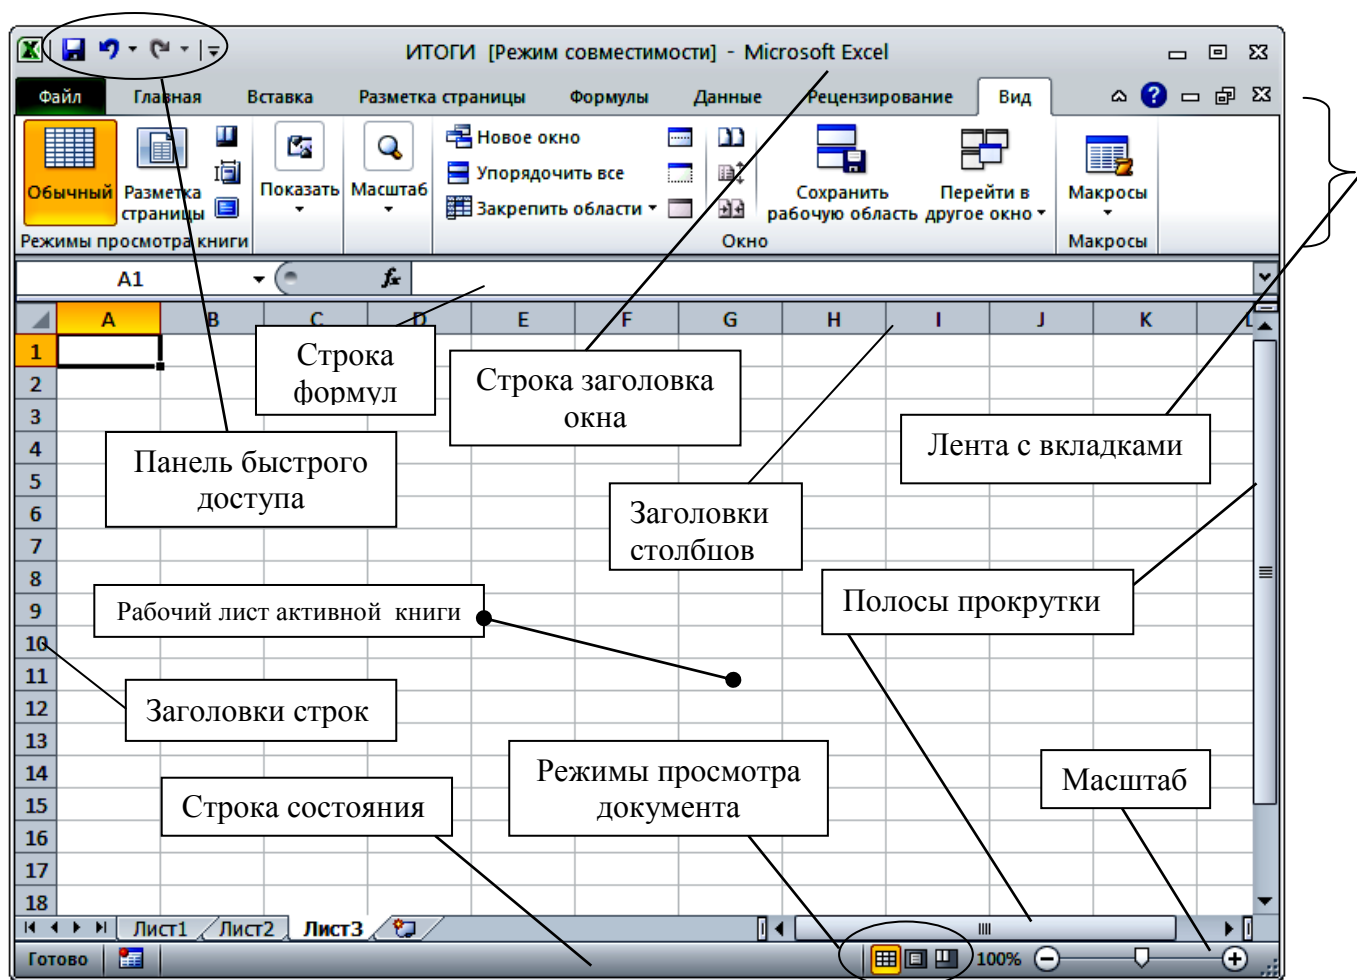 ИТОГИ [Режим совместимости] - Microsoft Excel
Файл Главная Вставка Разметка страницы Формулы Данные Рецензирование Вид
Обычный
Разметка
страницы
Показать
Масштаб
Новое окно
Упорядочить все
Закрепить области
Сохранить
рабочую область
Перейти в
другое окно
Макросы
Режимы просмотра книги
Окно
Макросы
A1
fx
A B C D E F G H I J K L
1
2
3
4
5
6
7
8
9
10
11
12
13
14
15
16
17
18
Строка
формул
Строка заголовка
окна
Лента с вкладками
Панель быстрого
доступа
Заголовки
столбцов
Рабочий лист активной книги
Полосы прокрутки
Заголовки строк
Режимы просмотра
документа
Масштаб
Строка состояния
Лист1 Лист2 Лист3
Готово
100%